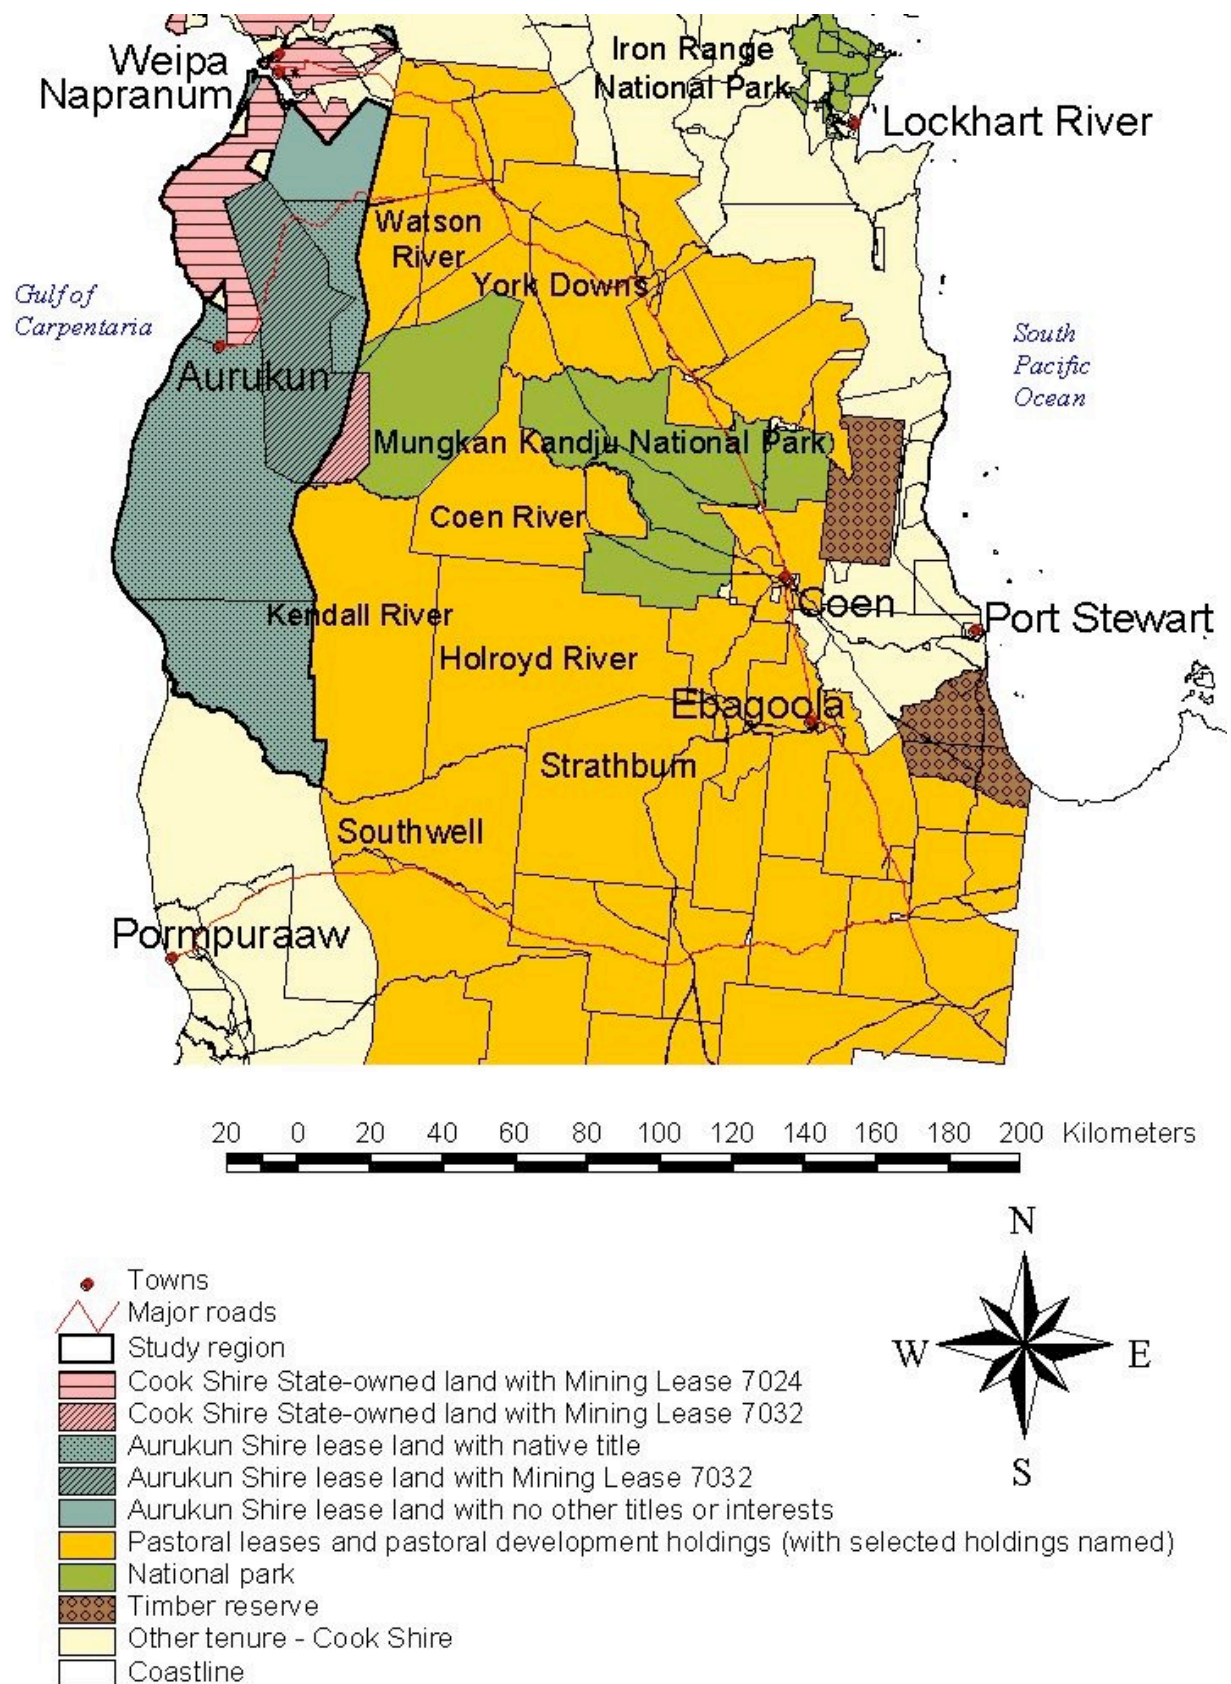 Weipa
Napranum
Iron Range
National Park
Lockhart River
Watson
River
York Downs
Gulf of
Carpentaria
South
Pacific
Ocean
Aurukun
Mungkan Kandju National Park
Coen River
Coen
Kendall River
Port Stewart
Holroyd River
Ebagoola
Strathburn
Southwell
Pormpuraaw
20 0 20 40 60 80 100 120 140 160 180 200 Kilometers
N
W E
S
Towns
Major roads
Study region
Cook Shire State-owned land with Mining Lease 7024
Cook Shire State-owned land with Mining Lease 7032
Aurukun Shire lease land with native title
Aurukun Shire lease land with Mining Lease 7032
Aurukun Shire lease land with no other titles or interests
Pastoral leases and pastoral development holdings (with selected holdings named)
National park
Timber reserve
Other tenure - Cook Shire
Coastline